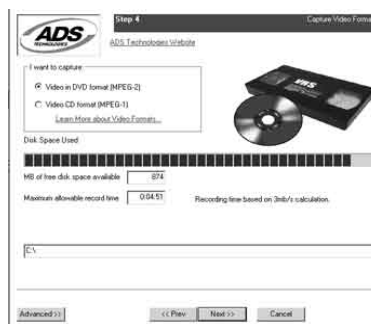 Step 4
Capture Video Forma
ADS
TECHNOLOGIES
ADS Technologies Website
I want to capture
Video in DVD format (MPEG-2)
Video CD format (MPEG-1)
Learn More about Video Formats...
VHS
Disk Space Used
MB of free disk space available 874
Maximum allowable record time 0:04:51 Recording time based on 3mb/s calculation.
C:\
Advanced >> << Prev Next >> Cancel